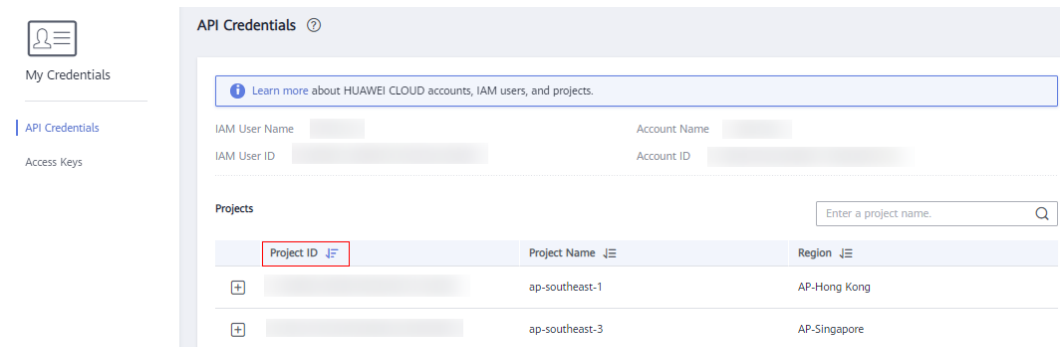 API Credentials ?
My Credentials
Learn more about HUAWEI CLOUD accounts, IAM users, and projects.
API Credentials
IAM User Name
Account Name
Access Keys
IAM User ID
Account ID
Projects
Enter a project name.
Project ID
Project Name
Region
ap-southeast-1
AP-Hong Kong
ap-southeast-3
AP-Singapore